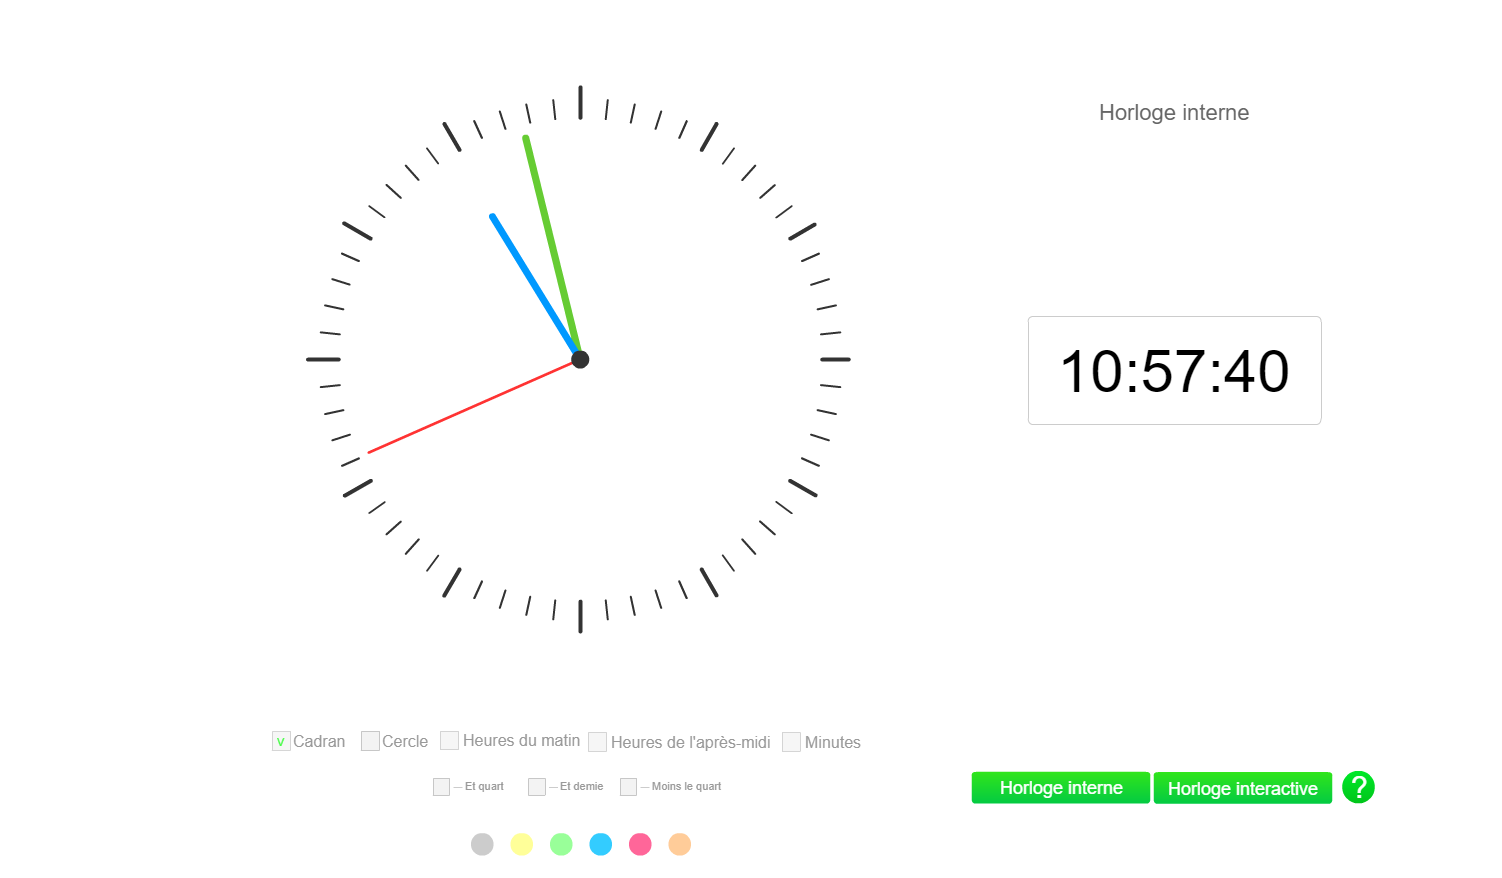 Horloge interne
10:57:40
v Cadran Cercle Heures du matin Heures de l'après-midi Minutes
— Et quart — Et demie — Moins le quart
Horloge interne Horloge interactive ?